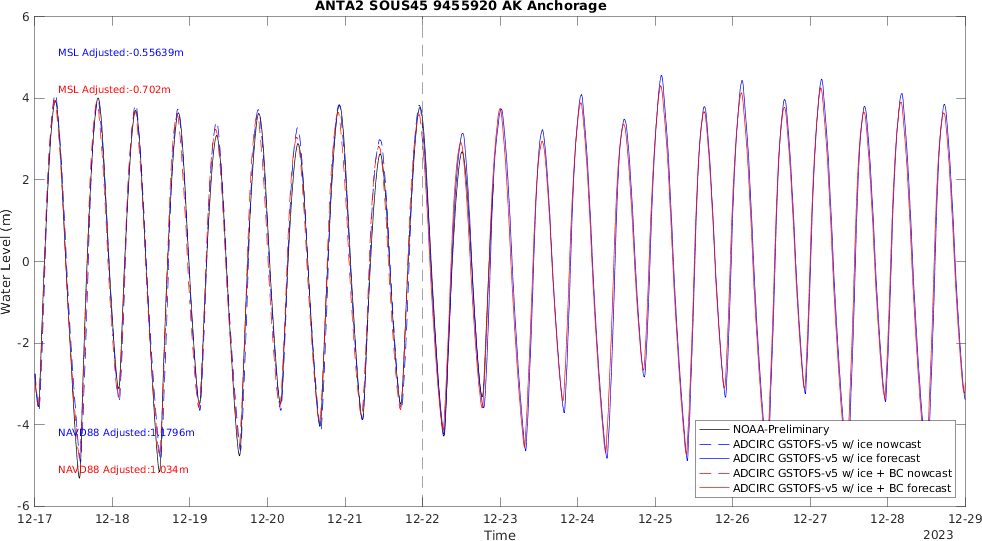 ANTA2 SOUS45 9455920 AK Anchorage
6
4
2
0
-2
-4
-6
Water Level (m)
MSL Adjusted:-0.55639m
MSL Adjusted:-0.702m
NAVD88 Adjusted:1.1796m
NAVD88 Adjusted:1.034m
NOAA-Preliminary
ADCIRC GSTOFS-v5 w/ ice nowcast
ADCIRC GSTOFS-v5 w/ ice forecast
ADCIRC GSTOFS-v5 w/ ice + BC nowcast
ADCIRC GSTOFS-v5 w/ ice + BC forecast
12-17 12-18 12-19 12-20 12-21 12-22 12-23 12-24 12-25 12-26 12-27 12-28 12-29
Time
2023